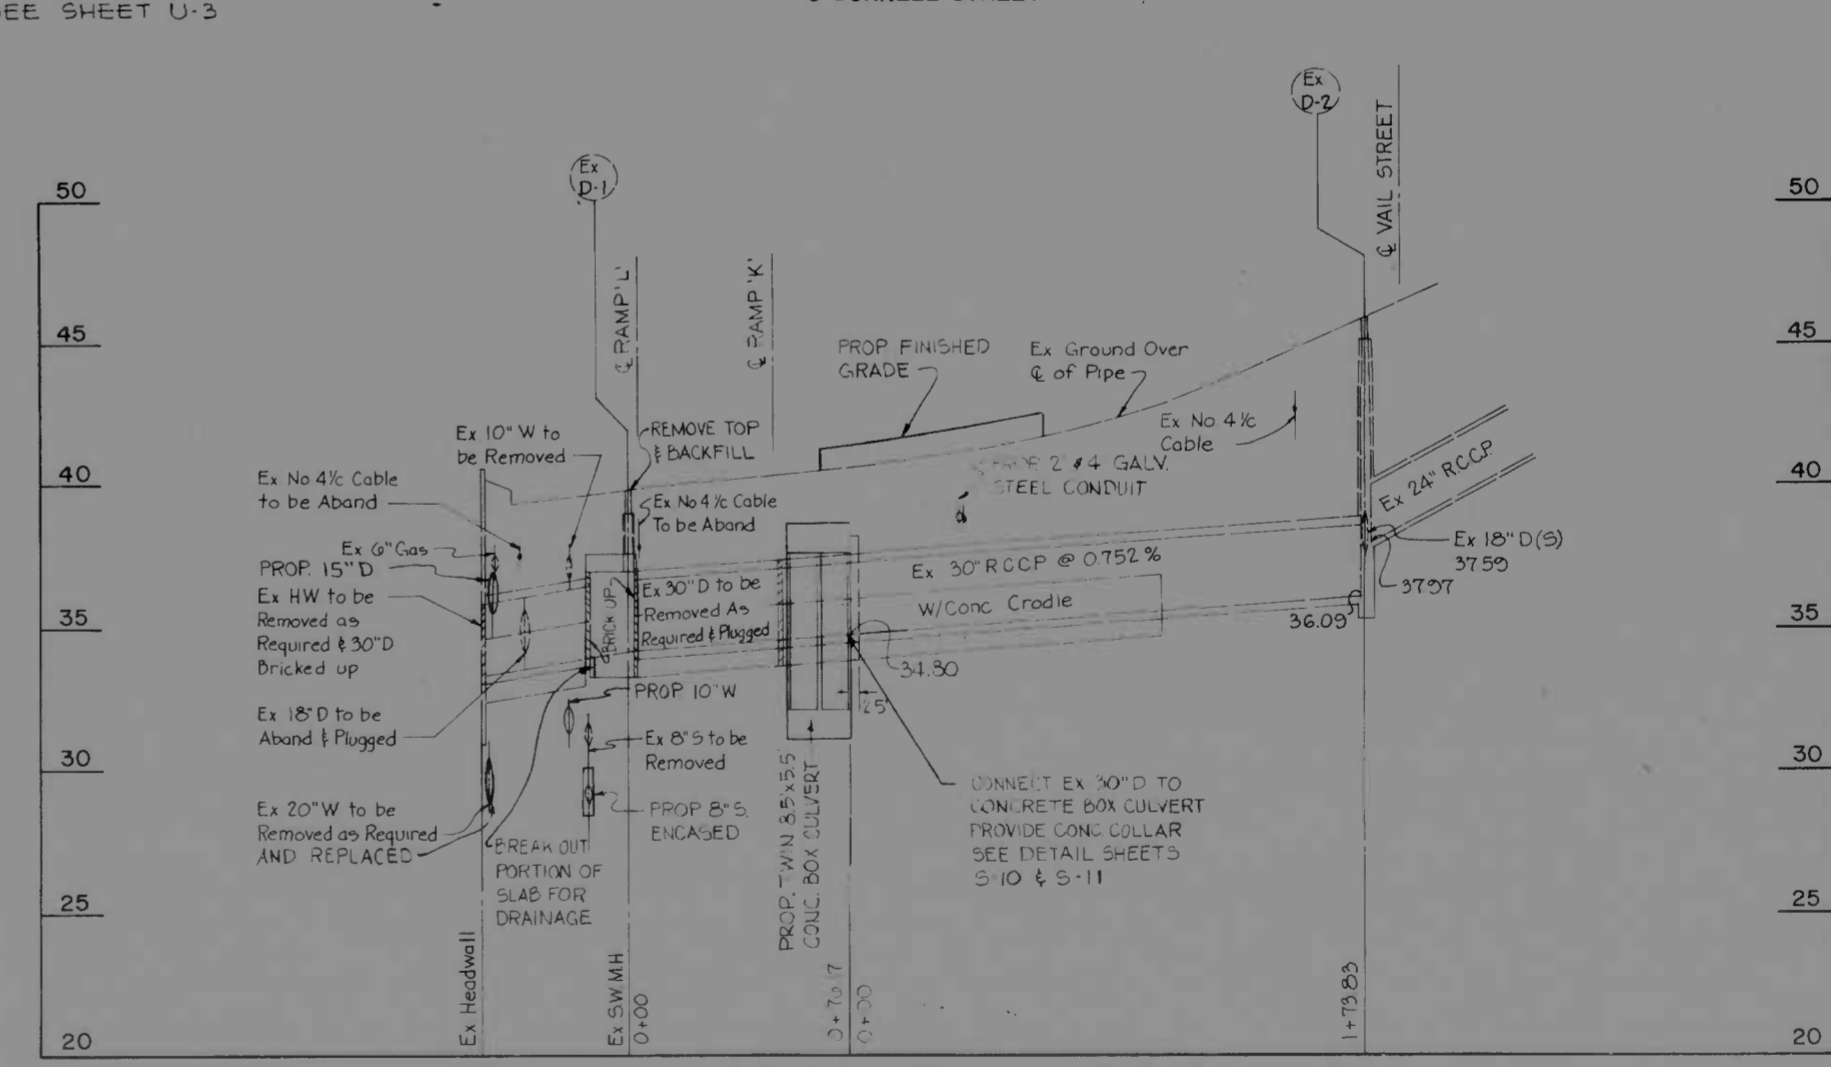 SEE SHEET U-3
Ex
D-2
℄ VAIL STREET
Ex
D-1
50
50
℄ RAMP 'L'
℄ RAMP 'K'
45
45
PROP FINISHED
GRADE
Ex Ground Over
℄ of Pipe
Ex No 4 1/c
Cable
Ex 10" W to
be Removed
REMOVE TOP
& BACKFILL
40
40
2 #4 GALV.
STEEL CONDUIT
Ex 24" R.C.C.P.
Ex No 4 1/c Cable
to be Aband
Ex No 4 1/c Cable
To be Aband
Ex 6" Gas
PROP. 15" D
Ex HW to be
Removed as
Required & 30" D
Bricked up
BRICK UP
Ex 30" D to be
Removed As
Required & Plugged
Ex 30" RCCP @ 0.752 %
W/Conc Cradle
Ex 18" D(S)
37.59
37.97
36.09
35
35
34.80
25
PROP 10" W
Ex 18" D to be
Aband & Plugged
Ex 8" S to be
Removed
30
30
PROP. TWIN 8.5'x5.5'
CONC. BOX CULVERT
CONNECT Ex 30" D TO
CONCRETE BOX CULVERT
PROVIDE CONC. COLLAR
SEE DETAIL SHEETS
S-10 & S-11
Ex 20" W to be
Removed as Required
AND REPLACED
PROP 8" S.
ENCASED
BREAK OUT
PORTION OF
SLAB FOR
DRAINAGE
25
25
Ex Headwall
Ex S.W.M.H
0+00
0+76.17
0+00
1+73.83
20
20